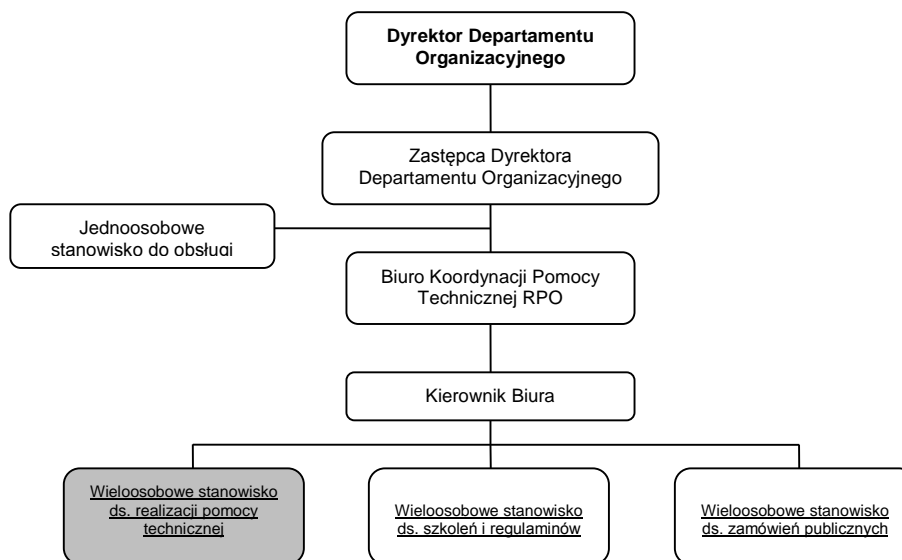 Dyrektor Departamentu
Organizacyjnego
Zastępca Dyrektora
Departamentu Organizacyjnego
Jednoosobowe
stanowisko do obsługi
Biuro Koordynacji Pomocy
Technicznej RPO
Kierownik Biura
Wieloosobowe stanowisko
ds. realizacji pomocy
technicznej
Wieloosobowe stanowisko
ds. szkoleń i regulaminów
Wieloosobowe stanowisko
ds. zamówień publicznych